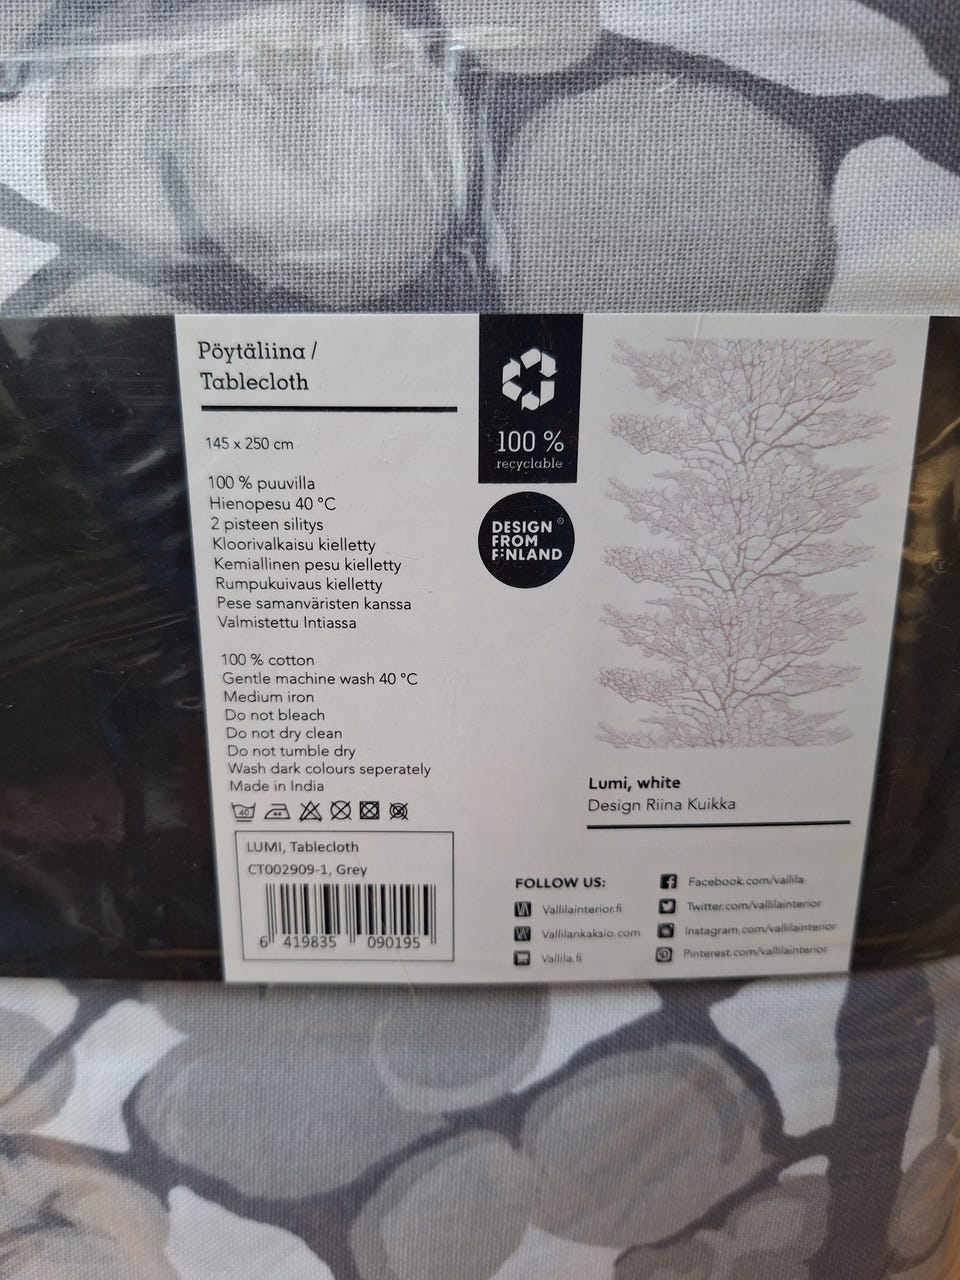 Pöytäliina /
Tablecloth
145 x 250 cm
100 % puuvilla
Hienopesu 40 °C
2 pisteen silitys
Kloorivalkaisu kielletty
Kemiallinen pesu kielletty
Rumpukuivaus kielletty
Pese samanväristen kanssa
Valmistettu Intiassa
100 % cotton
Gentle machine wash 40 °C
Medium iron
Do not bleach
Do not dry clean
Do not tumble dry
Wash dark colours seperately
Made in India
40
LUMI, Tablecloth
CT002909-1, Grey
6 419835 090195
100 %
recyclable
DESIGN ®
FROM
FINLAND
Lumi, white
Design Riina Kuikka
FOLLOW US:
Vallilainterior.fi
Vallilankaksio.com
Vallila.fi
Facebook.com/vallila
Twitter.com/vallilainterior
Instagram.com/vallilainterior
Pinterest.com/vallilainterior